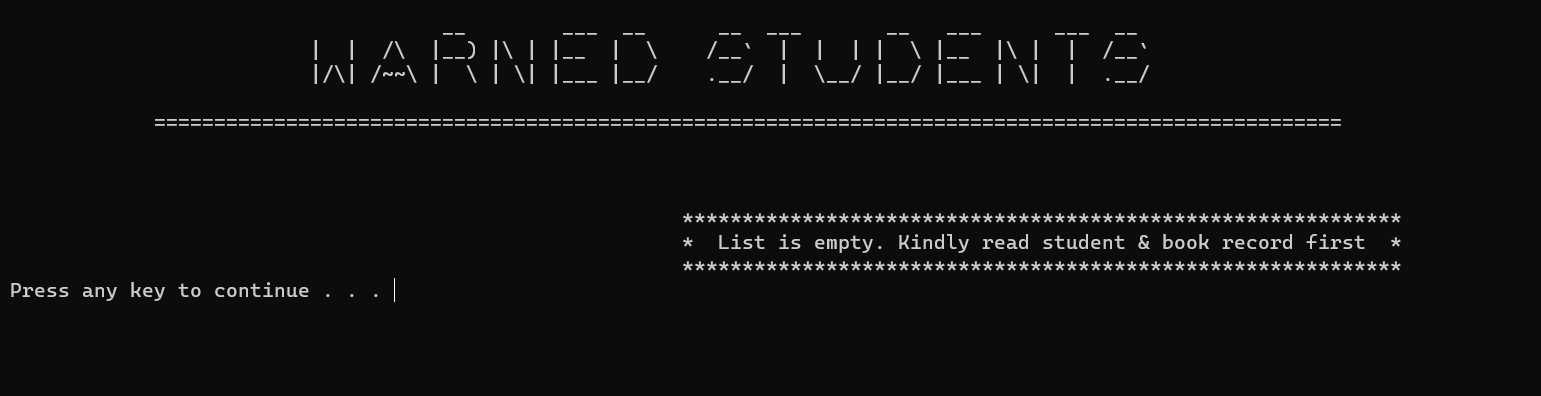 WARNED STUDENTS
===================================================================================================
************************************************************
*  List is empty. Kindly read student & book record first  *
************************************************************
Press any key to continue . . .